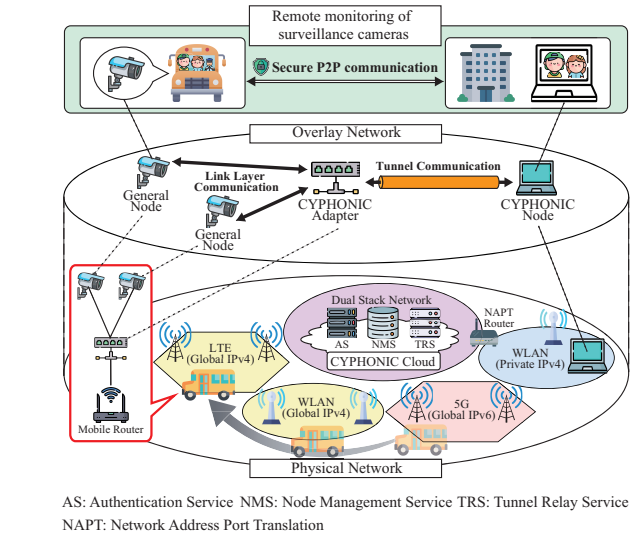 Remote monitoring of
surveillance cameras
Secure P2P communication
Overlay Network
Link Layer
Communication
Tunnel Communication
General
Node
General
Node
CYPHONIC
Adapter
CYPHONIC
Node
Dual Stack Network
AS NMS TRS
CYPHONIC Cloud
NAPT
Router
WLAN
(Private IPv4)
LTE
(Global IPv4)
WLAN
(Global IPv4)
5G
(Global IPv6)
Mobile Router
Physical Network
AS: Authentication Service NMS: Node Management Service TRS: Tunnel Relay Service
NAPT: Network Address Port Translation